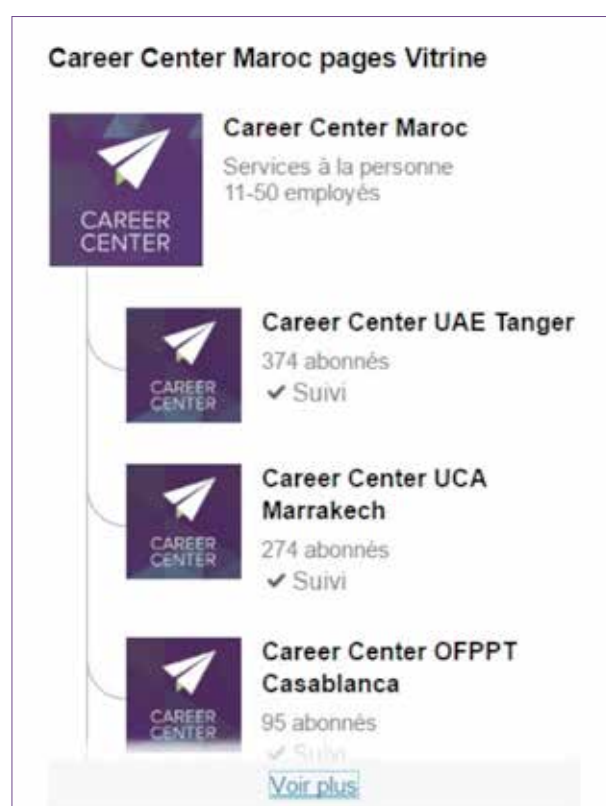 Career Center Maroc pages Vitrine
CAREER
CENTER
Career Center Maroc
Services à la personne
11-50 employés
CAREER
CENTER
Career Center UAE Tanger
374 abonnés
✔ Suivi
CAREER
CENTER
Career Center UCA
Marrakech
274 abonnés
✔ Suivi
CAREER
CENTER
Career Center OFPPT
Casablanca
95 abonnés
✔ Suivi
Voir plus